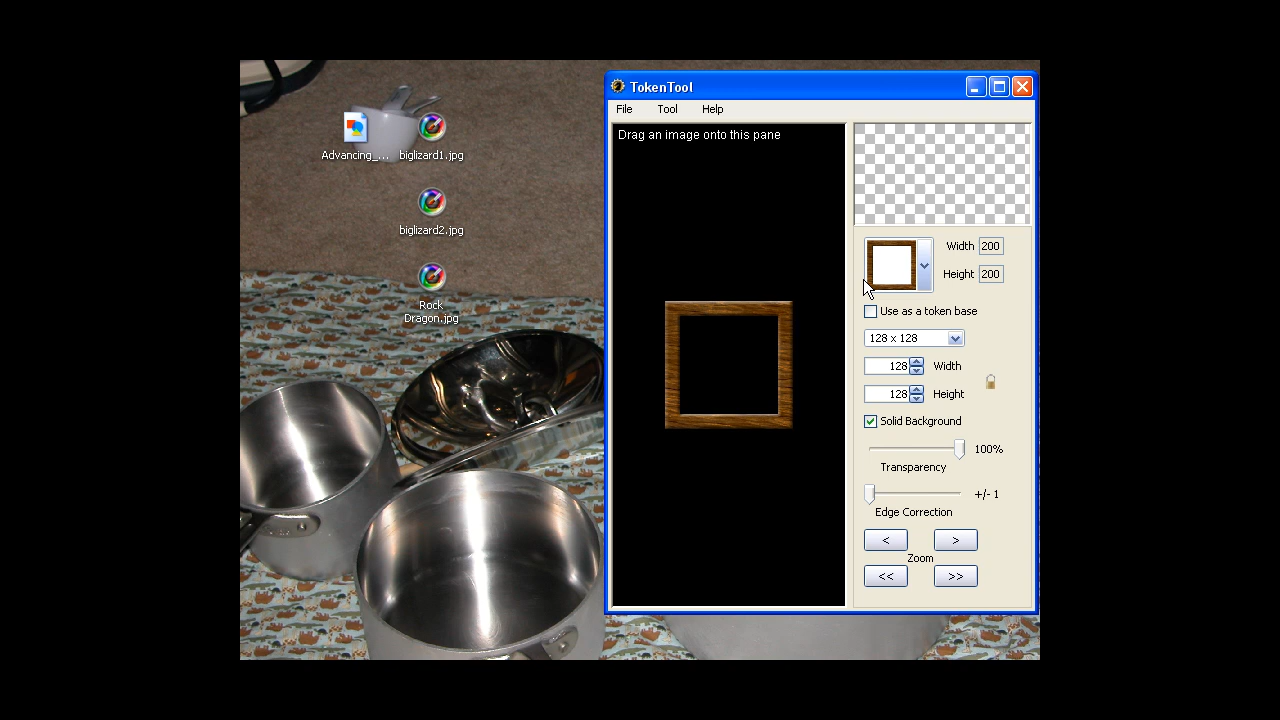 TokenTool
File Tool Help
Drag an image onto this pane
Advancing_...
biglizard1.jpg
biglizard2.jpg
Rock
Dragon.jpg
Width 200
Height 200
Use as a token base
128 x 128
128 Width
128 Height
Solid Background
100%
Transparency
+/- 1
Edge Correction
< >
Zoom
<< >>